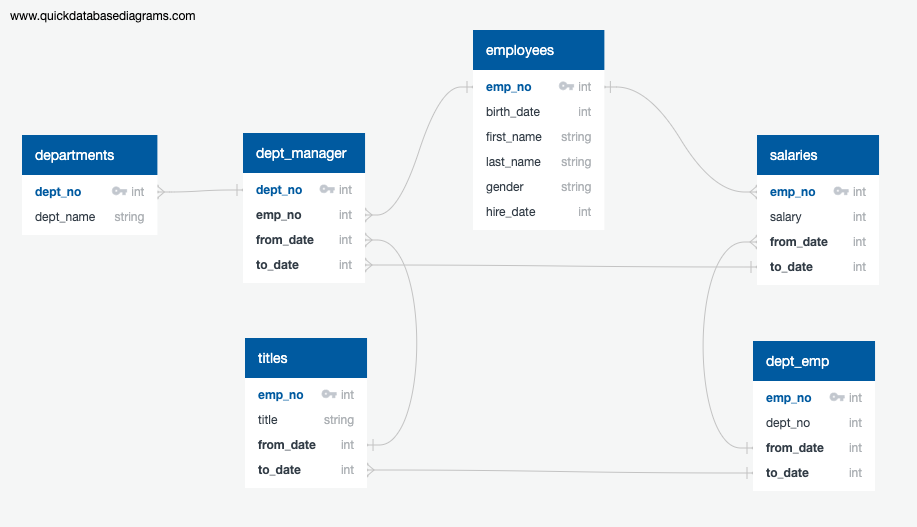 www.quickdatabasediagrams.com
employees
emp_no int
birth_date int
first_name string
last_name string
gender string
hire_date int
departments
dept_no int
dept_name string
dept_manager
dept_no int
emp_no int
from_date int
to_date int
salaries
emp_no int
salary int
from_date int
to_date int
titles
emp_no int
title string
from_date int
to_date int
dept_emp
emp_no int
dept_no int
from_date int
to_date int